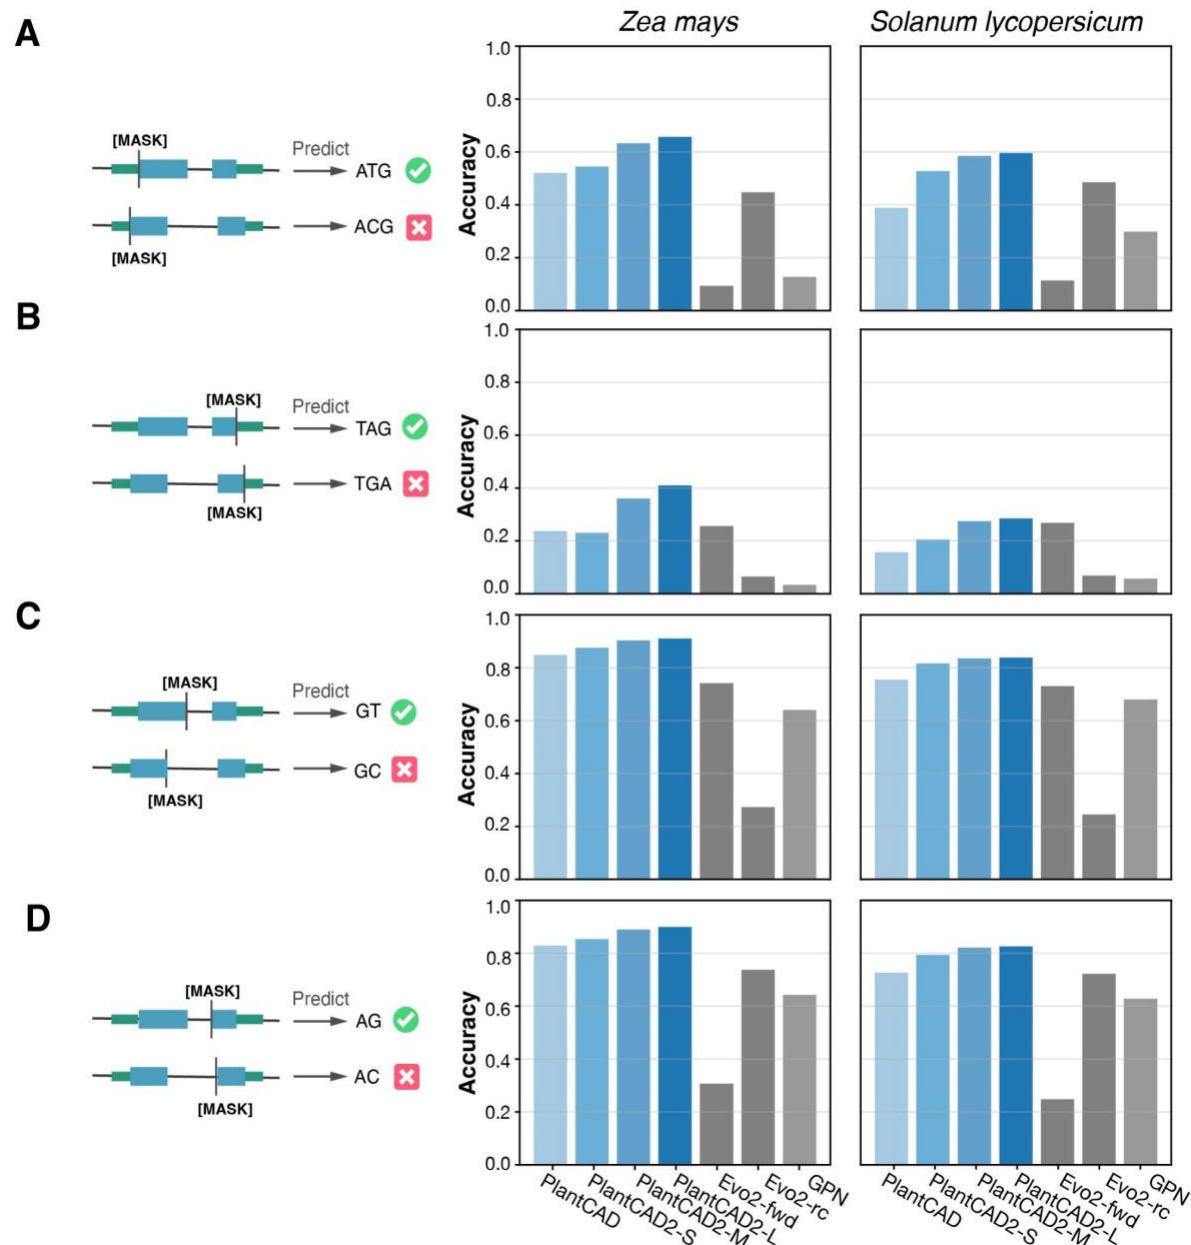 Zea mays
Solanum lycopersicum
A
[MASK]
Predict
ATG
ACG
[MASK]
Accuracy
1.0
0.8
0.6
0.4
0.2
0.0
B
[MASK]
Predict
TAG
TGA
[MASK]
Accuracy
1.0
0.8
0.6
0.4
0.2
0.0
C
[MASK]
Predict
GT
GC
[MASK]
Accuracy
1.0
0.8
0.6
0.4
0.2
0.0
D
[MASK]
Predict
AG
AC
[MASK]
Accuracy
1.0
0.8
0.6
0.4
0.2
0.0
PlantCAD
PlantCAD2-S
PlantCAD2-M
PlantCAD2-L
Evo2-fwd
Evo2-rc
GPN
PlantCAD
PlantCAD2-S
PlantCAD2-M
PlantCAD2-L
Evo2-fwd
Evo2-rc
GPN